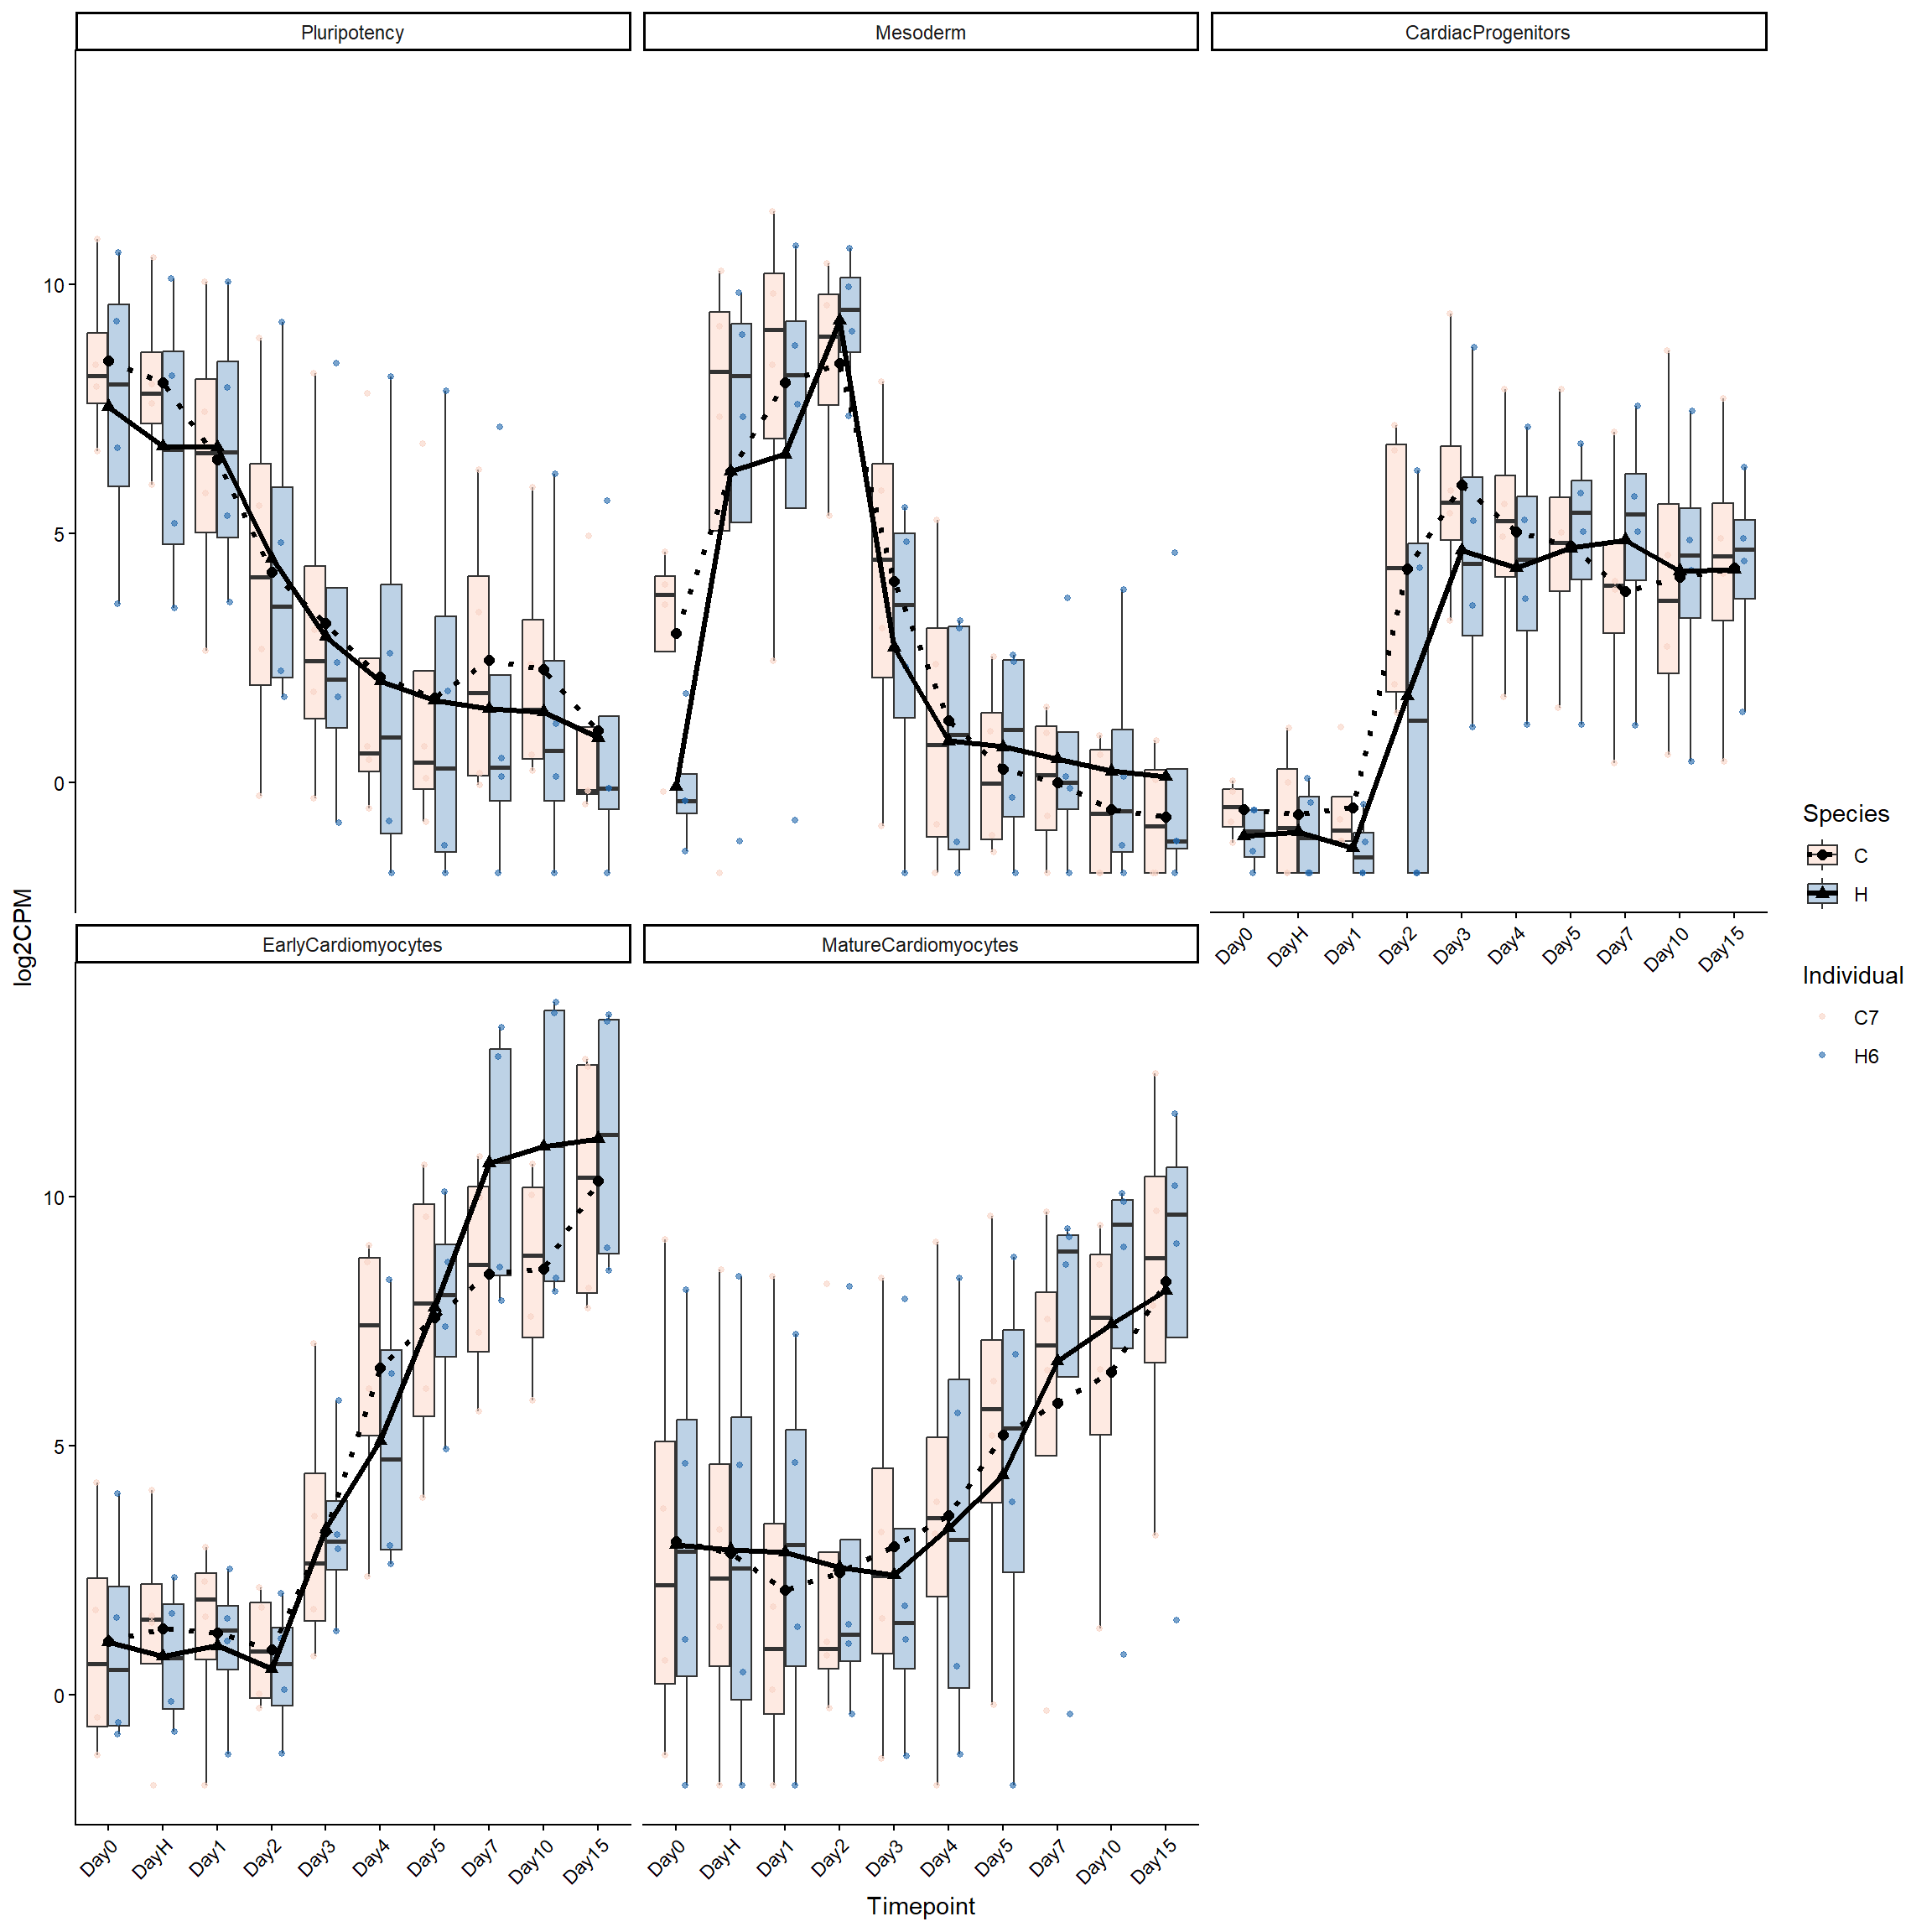 Pluripotency
Mesoderm
CardiacProgenitors
10
5
0
Day0
DayH
Day1
Day2
Day3
Day4
Day5
Day7
Day10
Day15
log2CPM
Species
C
H
Individual
C7
H6
EarlyCardiomyocytes
MatureCardiomyocytes
10
5
0
Day0
DayH
Day1
Day2
Day3
Day4
Day5
Day7
Day10
Day15
Day0
DayH
Day1
Day2
Day3
Day4
Day5
Day7
Day10
Day15
Timepoint